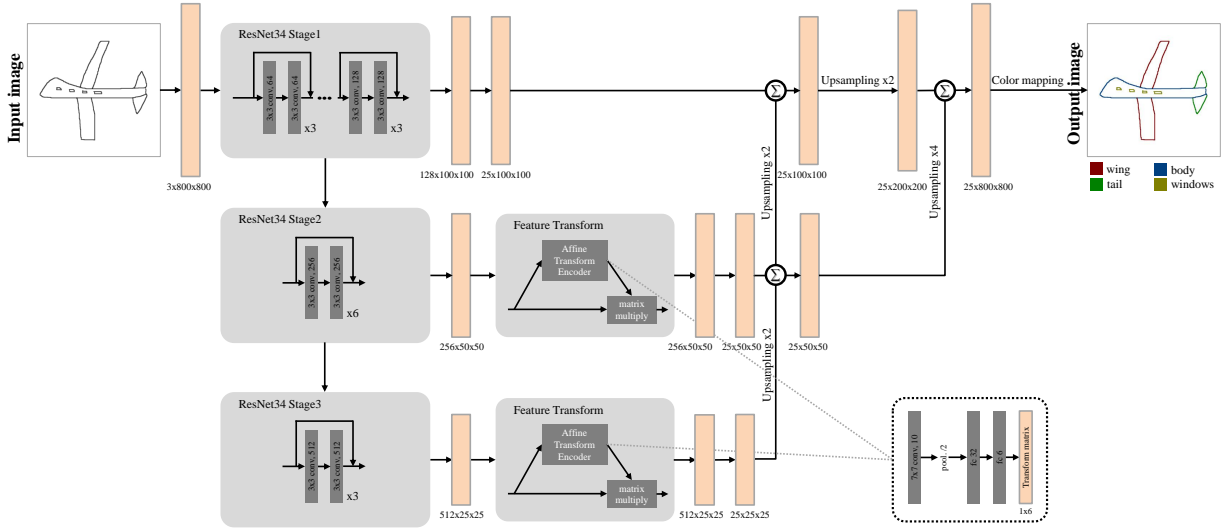 Input image
3x800x800
ResNet34 Stage1
3x3 conv, 64
3x3 conv, 64
x3
3x3 conv, 128
3x3 conv, 128
x3
128x100x100
25x100x100
Σ
25x100x100
Upsampling x2
25x200x200
Σ
25x800x800
Color mapping
Output image
wing
body
tail
windows
Upsampling x2
Upsampling x4
ResNet34 Stage2
3x3 conv, 256
3x3 conv, 256
x6
256x50x50
Feature Transform
Affine
Transform
Encoder
matrix
multiply
256x50x50
25x50x50
Σ
25x50x50
Upsampling x2
ResNet34 Stage3
3x3 conv, 512
3x3 conv, 512
x3
512x25x25
Feature Transform
Affine
Transform
Encoder
matrix
multiply
512x25x25
25x25x25
7x7 conv, 10
pool, /2
fc 32
fc 6
Transform matrix
1x6